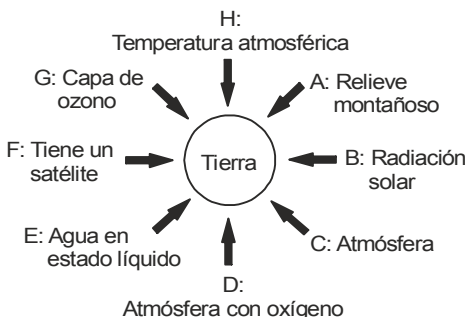 H:
Temperatura atmosférica
G: Capa de
ozono
A: Relieve
montañoso
F: Tiene un
satélite
Tierra
B: Radiación
solar
E: Agua en
estado líquido
C: Atmósfera
D:
Atmósfera con oxígeno